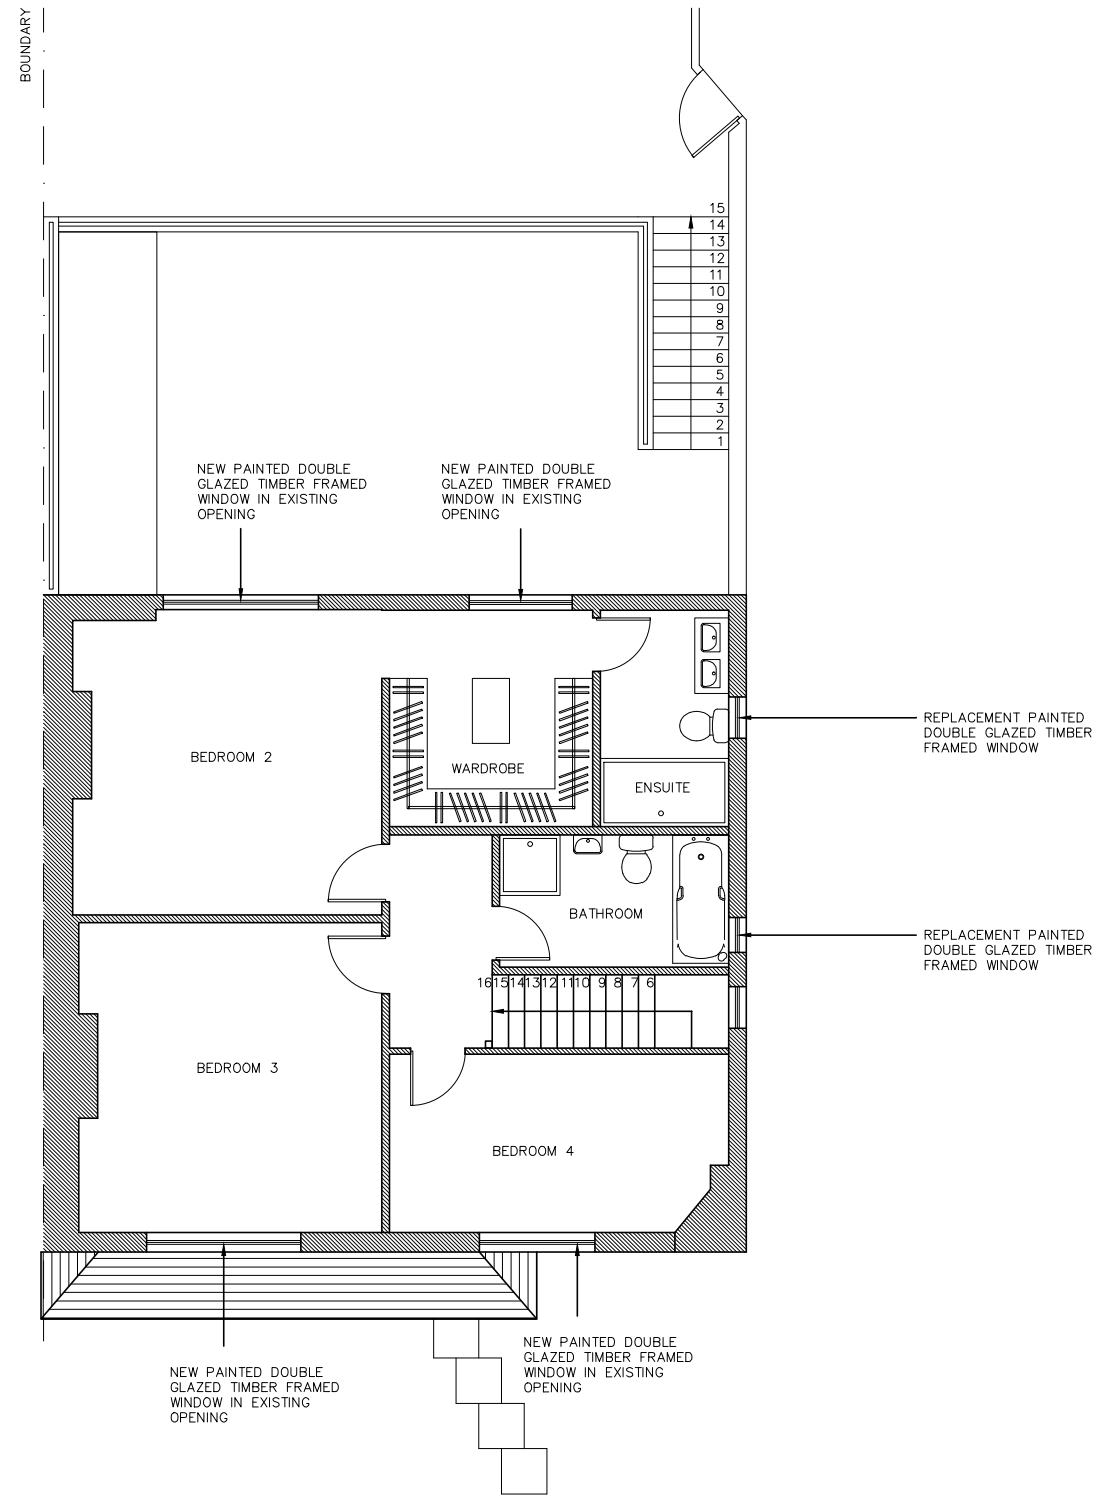 BOUNDARY
15
14
13
12
11
10
9
8
7
6
5
4
3
2
1
NEW PAINTED DOUBLE
GLAZED TIMBER FRAMED
WINDOW IN EXISTING
OPENING
NEW PAINTED DOUBLE
GLAZED TIMBER FRAMED
WINDOW IN EXISTING
OPENING
REPLACEMENT PAINTED
DOUBLE GLAZED TIMBER
FRAMED WINDOW
BEDROOM 2
WARDROBE
ENSUITE
BATHROOM
REPLACEMENT PAINTED
DOUBLE GLAZED TIMBER
FRAMED WINDOW
16 15 14 13 12 11 10 9 8 7 6
BEDROOM 3
BEDROOM 4
NEW PAINTED DOUBLE
GLAZED TIMBER FRAMED
WINDOW IN EXISTING
OPENING
NEW PAINTED DOUBLE
GLAZED TIMBER FRAMED
WINDOW IN EXISTING
OPENING